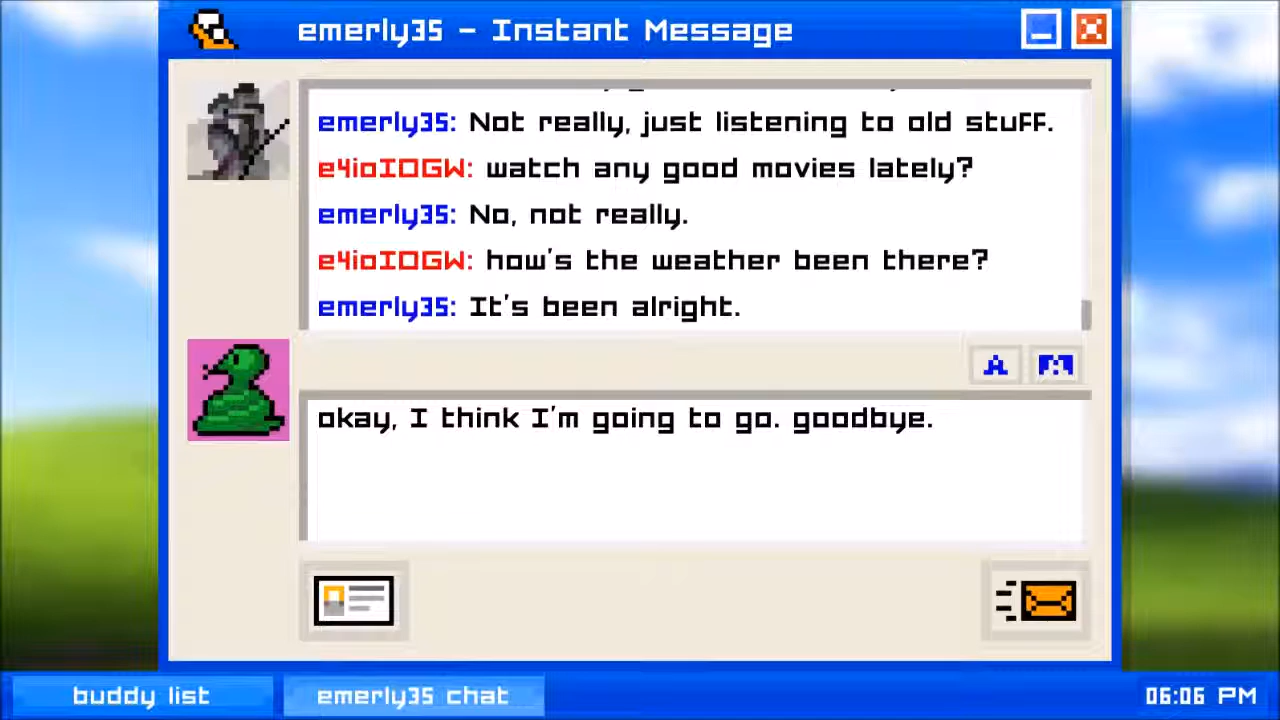 emerly35 - Instant Message
emerly35: Not really, just listening to old stuff.
e4ioIOGW: watch any good movies lately?
emerly35: No, not really.
e4ioIOGW: how's the weather been there?
emerly35: It's been alright.
A A
okay, I think I'm going to go. goodbye.
buddy list
emerly35 chat
06:06 PM